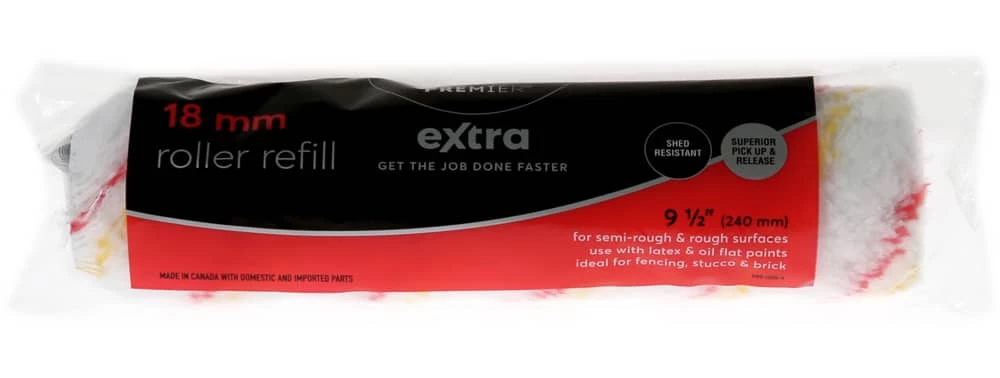 PREMIER
18 mm
roller refill
eXtra
GET THE JOB DONE FASTER
SHED
RESISTANT
SUPERIOR
PICK UP &
RELEASE
9 ½" (240 mm)
for semi-rough & rough surfaces
use with latex & oil flat paints
ideal for fencing, stucco & brick
MADE IN CANADA WITH DOMESTIC AND IMPORTED PARTS